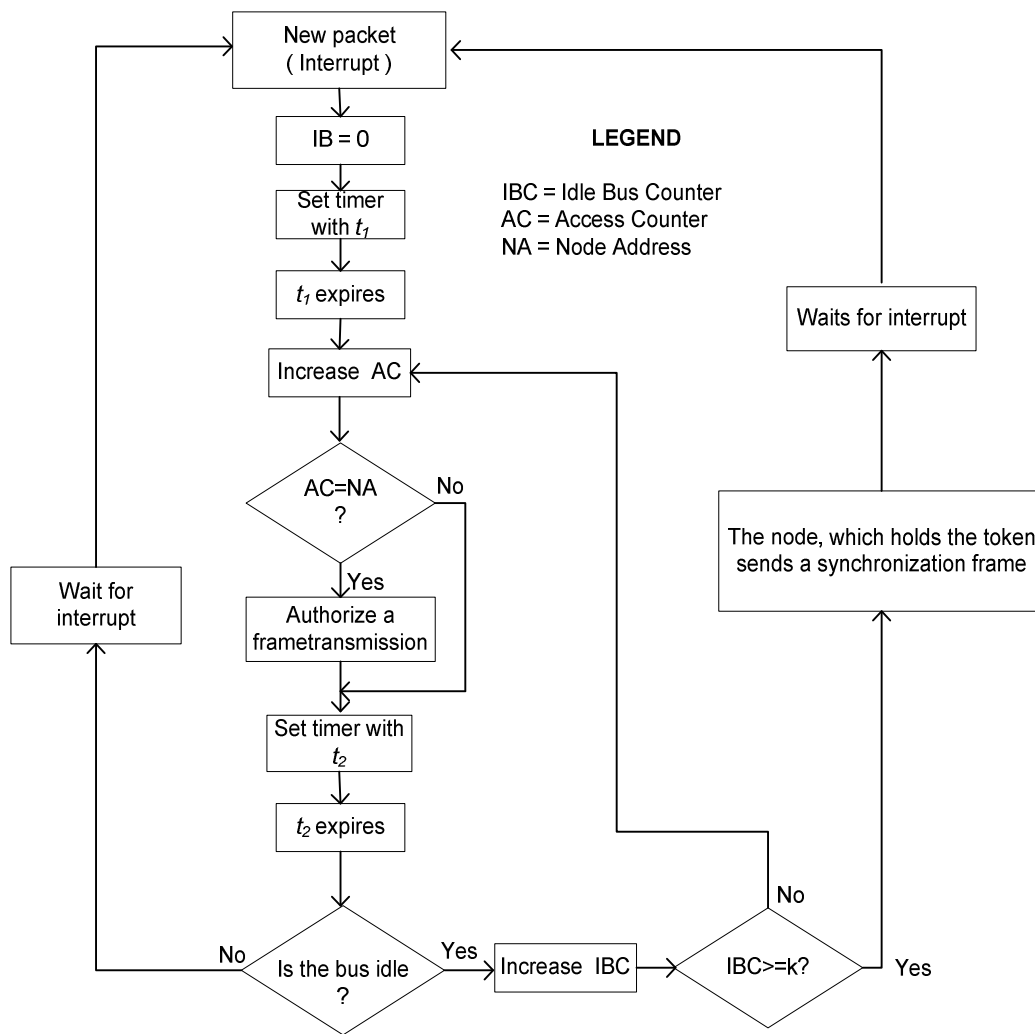 New packet
( Interrupt )
IB = 0
LEGEND
Set timer
with t1
IBC = Idle Bus Counter
AC = Access Counter
NA = Node Address
t1 expires
Waits for interrupt
Increase AC
AC=NA
?
No
Yes
The node, which holds the token
sends a synchronization frame
Wait for
interrupt
Authorize a
frametransmission
Set timer with
t2
t2 expires
No
Is the bus idle
?
Yes
Increase IBC
No
IBC>=k?
Yes